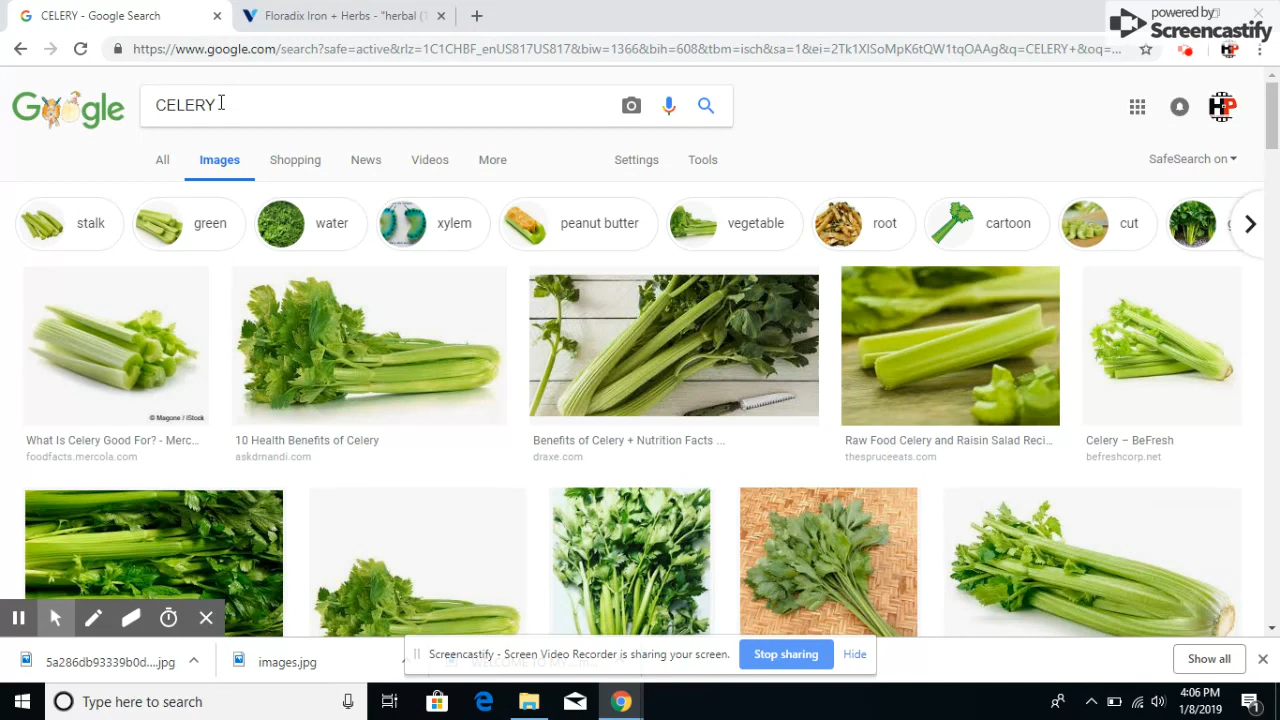 CELERY - Google Search
Floradix Iron + Herbs - "herbal (1
powered by
Screencastify
https://www.google.com/search?safe=active&rlz=1C1CHBF_enUS817US817&biw=1366&bih=608&tbm=isch&sa=1&ei=2Tk1XISoMpK6tQW1tqOAAg&q=CELERY+&oq=...
Google
CELERY
HP
All Images Shopping News Videos More Settings Tools
SafeSearch on
stalk green water xylem peanut butter vegetable root cartoon cut g
© Magone / iStock
What Is Celery Good For? - Merc...
foodfacts.mercola.com
10 Health Benefits of Celery
askdrnandi.com
Benefits of Celery + Nutrition Facts ...
draxe.com
Raw Food Celery and Raisin Salad Reci...
thespruceeats.com
Celery – BeFresh
befreshcorp.net
Screencastify - Screen Video Recorder is sharing your screen.
Stop sharing
Hide
5a286db93339b0d....jpg
images.jpg
Show all
Type here to search
4:06 PM
1/8/2019
1